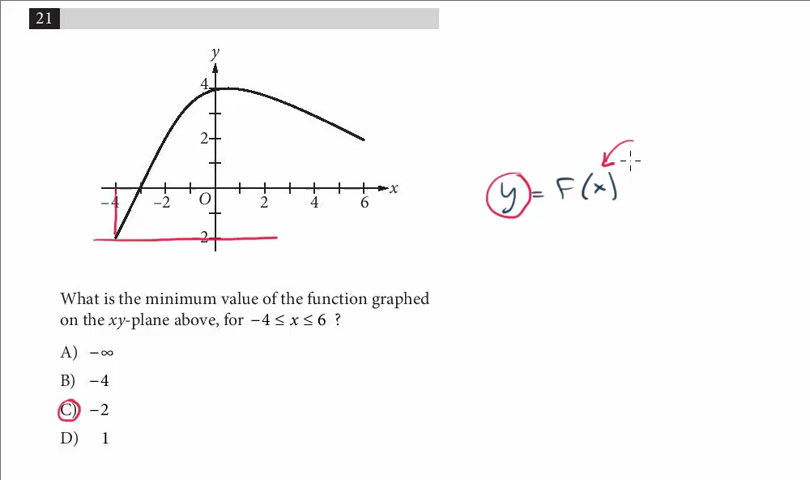 21
y
4
2
−4 −2 O 2 4 6 x
2
y = F(x)
What is the minimum value of the function graphed
on the xy-plane above, for −4 ≤ x ≤ 6 ?
A) −∞
B) −4
C) −2
D) 1